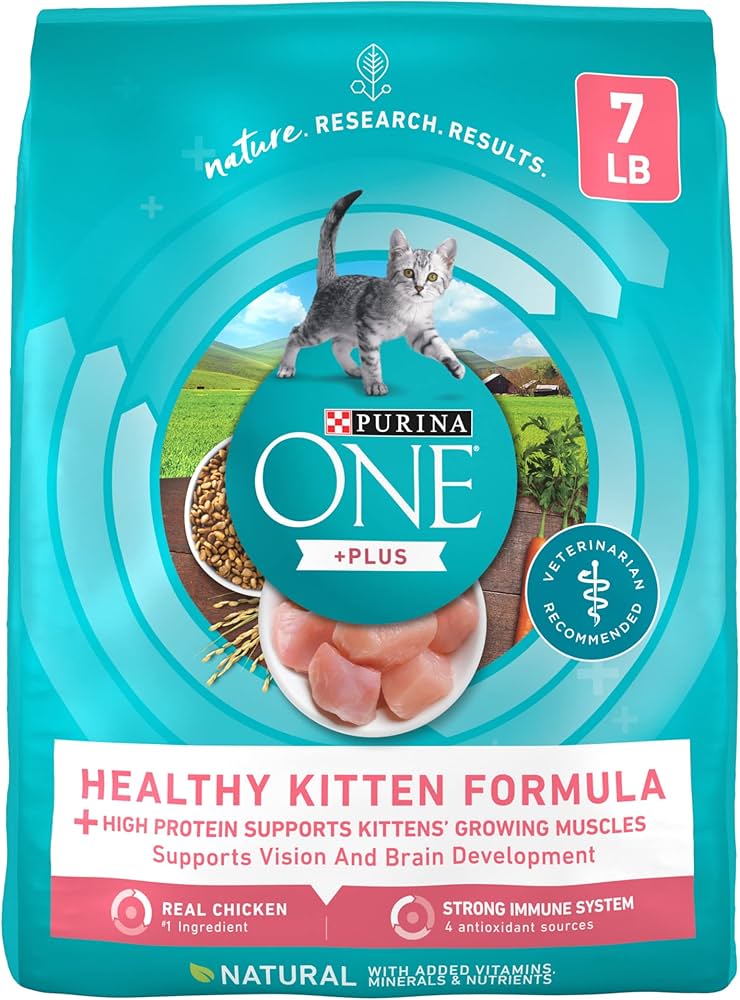 nature. RESEARCH. RESULTS.
7
LB
PURINA
ONE®
+PLUS
VETERINARIAN
RECOMMENDED
HEALTHY KITTEN FORMULA
+HIGH PROTEIN SUPPORTS KITTENS' GROWING MUSCLES
Supports Vision And Brain Development
REAL CHICKEN
#1 Ingredient
STRONG IMMUNE SYSTEM
4 antioxidant sources
NATURAL WITH ADDED VITAMINS,
MINERALS & NUTRIENTS